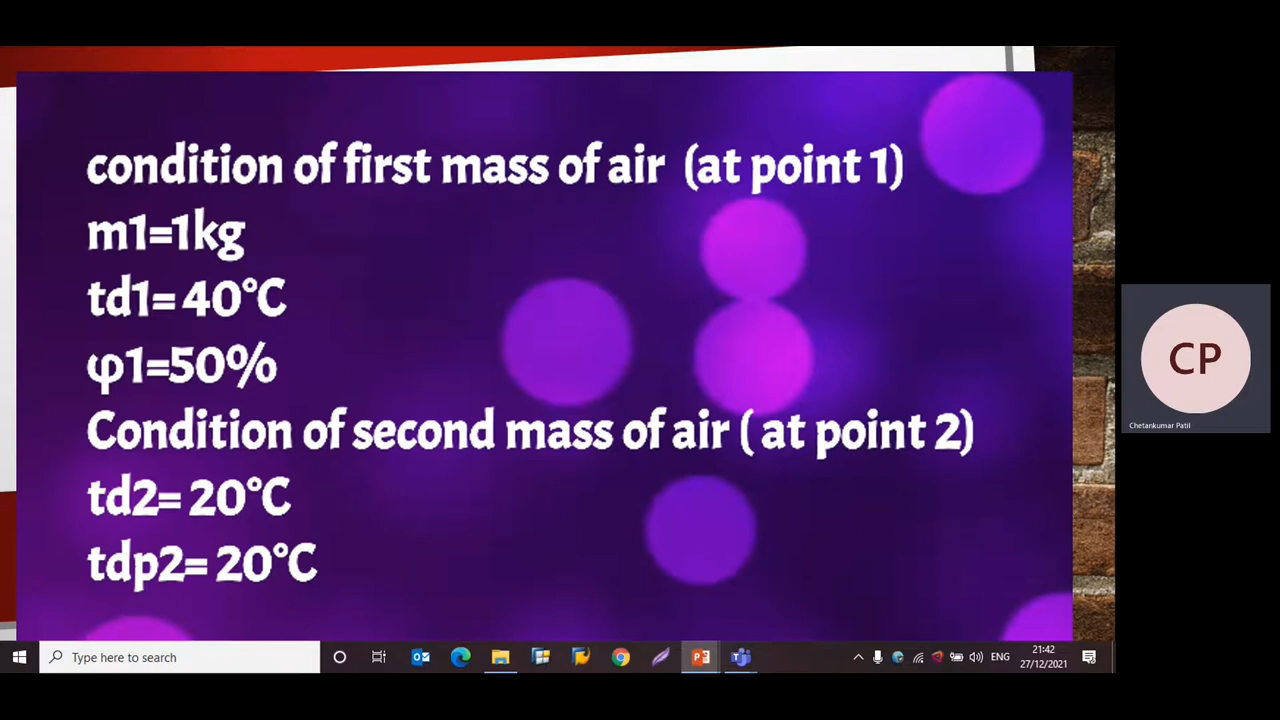 condition of first mass of air (at point 1)
m1=1kg
td1= 40°C
φ1=50%
Condition of second mass of air ( at point 2)
td2= 20°C
tdp2= 20°C
CP
Chetankumar Patil
Type here to search
ENG
21:42
27/12/2021